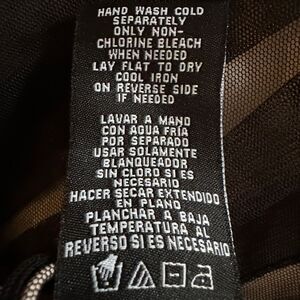 HAND WASH COLD
SEPARATELY
ONLY NON-
CHLORINE BLEACH
WHEN NEEDED
LAY FLAT TO DRY
COOL IRON
ON REVERSE SIDE
IF NEEDED
LAVAR A MANO
CON AGUA FRÍA
POR SEPARADO
USAR SOLAMENTE
BLANQUEADOR
SIN CLORO SI ES
NECESARIO
HACER SECAR EXTENDIDO
EN PLANO
PLANCHAR A BAJA
TEMPERATURA AL
REVERSO SI ES NECESARIO